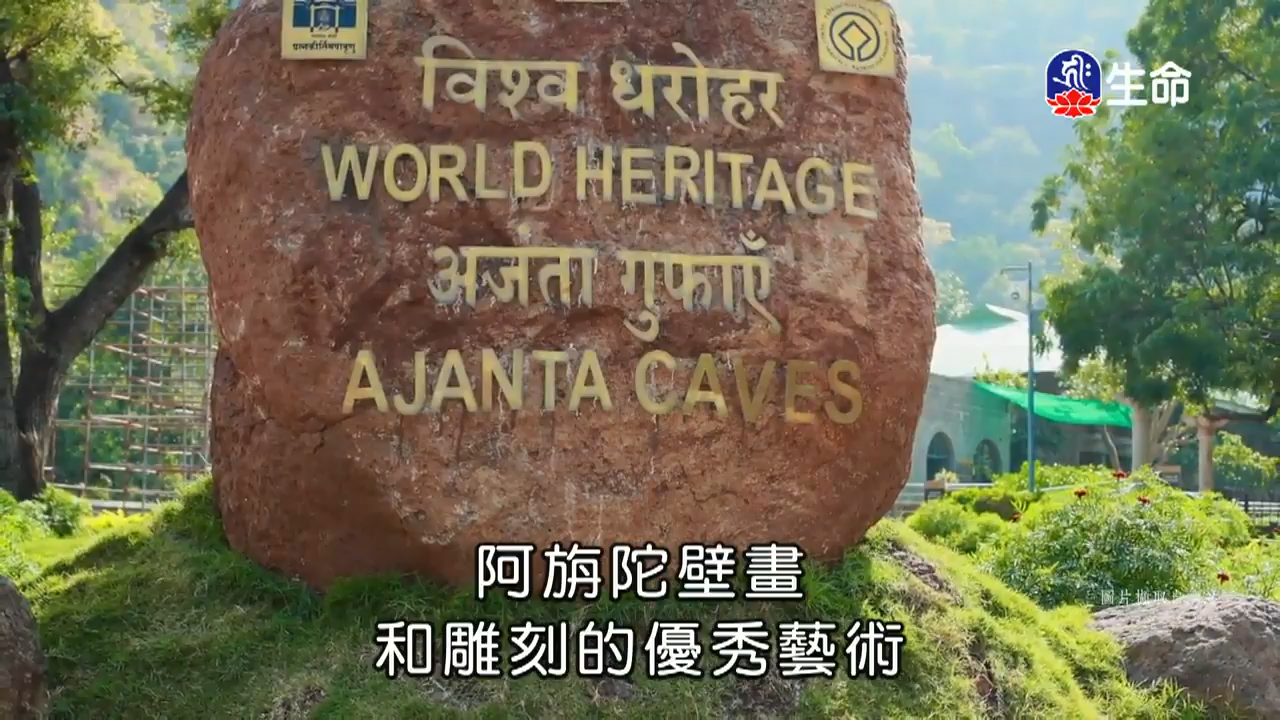 生命
विश्व धरोहर
WORLD HERITAGE
अजंता गुफाएँ
AJANTA CAVES
阿旃陀壁畫
和雕刻的優秀藝術